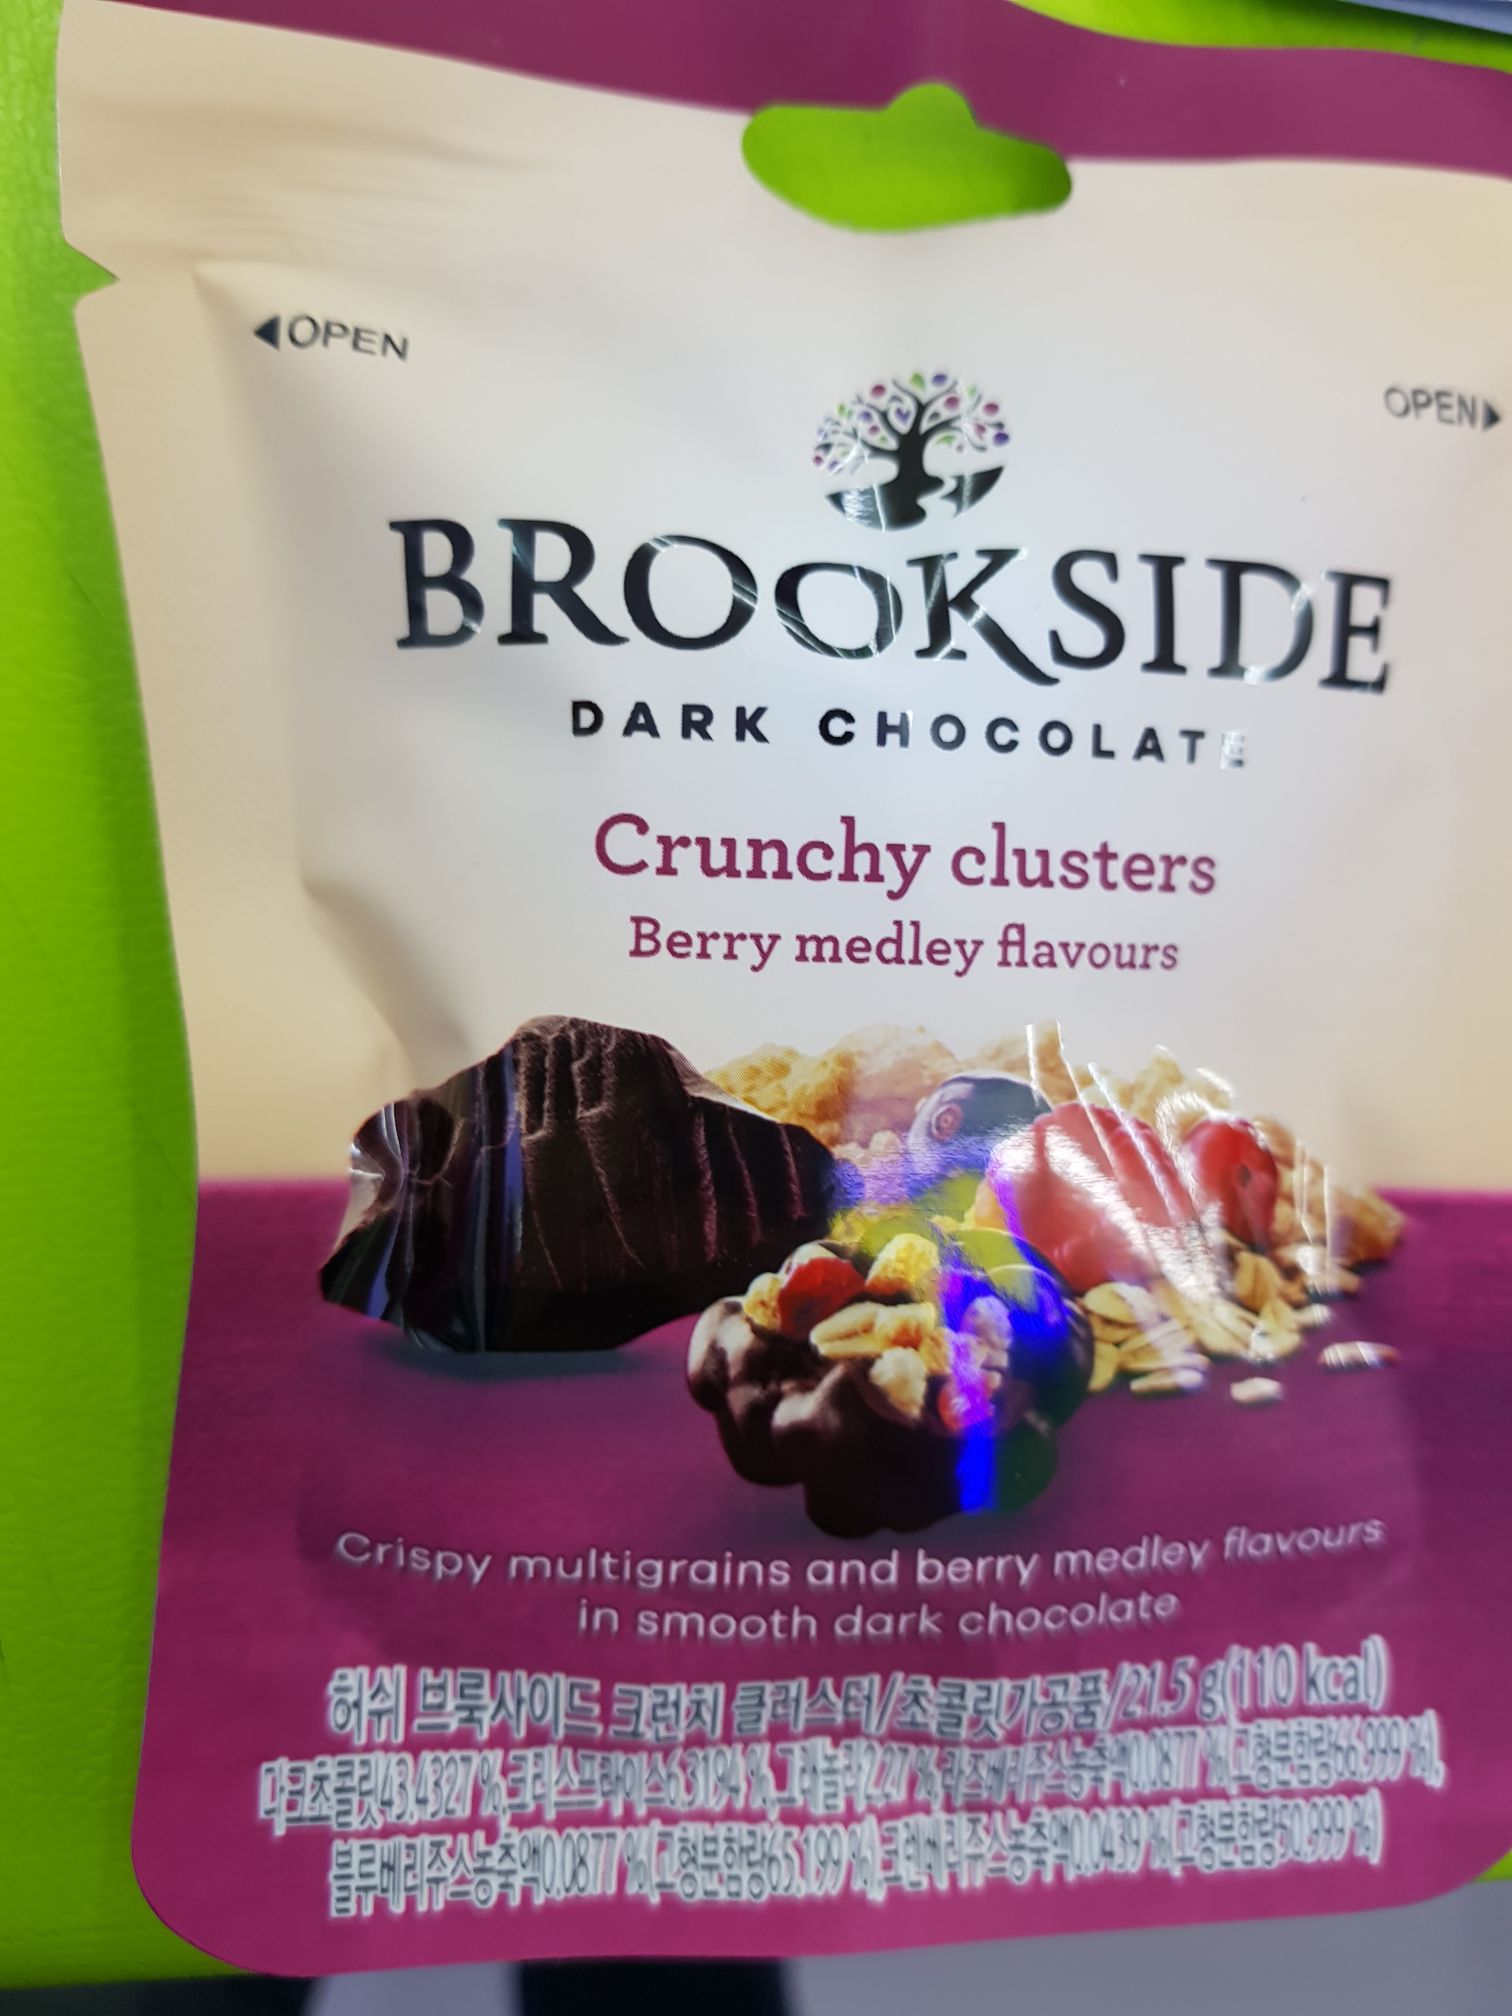 OPEN
OPEN
BROOKSIDE
DARK CHOCOLATE
Crunchy clusters
Berry medley flavours
Crispy multigrains and berry medley flavours
in smooth dark chocolate
허쉬 브룩사이드 크런치 클러스터/초콜릿가공품/21.5 g(110 kcal)
다크초콜릿43.4327 %,크리스프라이스6.3194 %,그래놀라2.27 %,라즈베리주스농축액0.0877 %(고형분함량66.999 %),
블루베리주스농축액0.0877 %(고형분함량65.199 %),크랜베리주스농축액0.0439 %(고형분함량50.999 %)